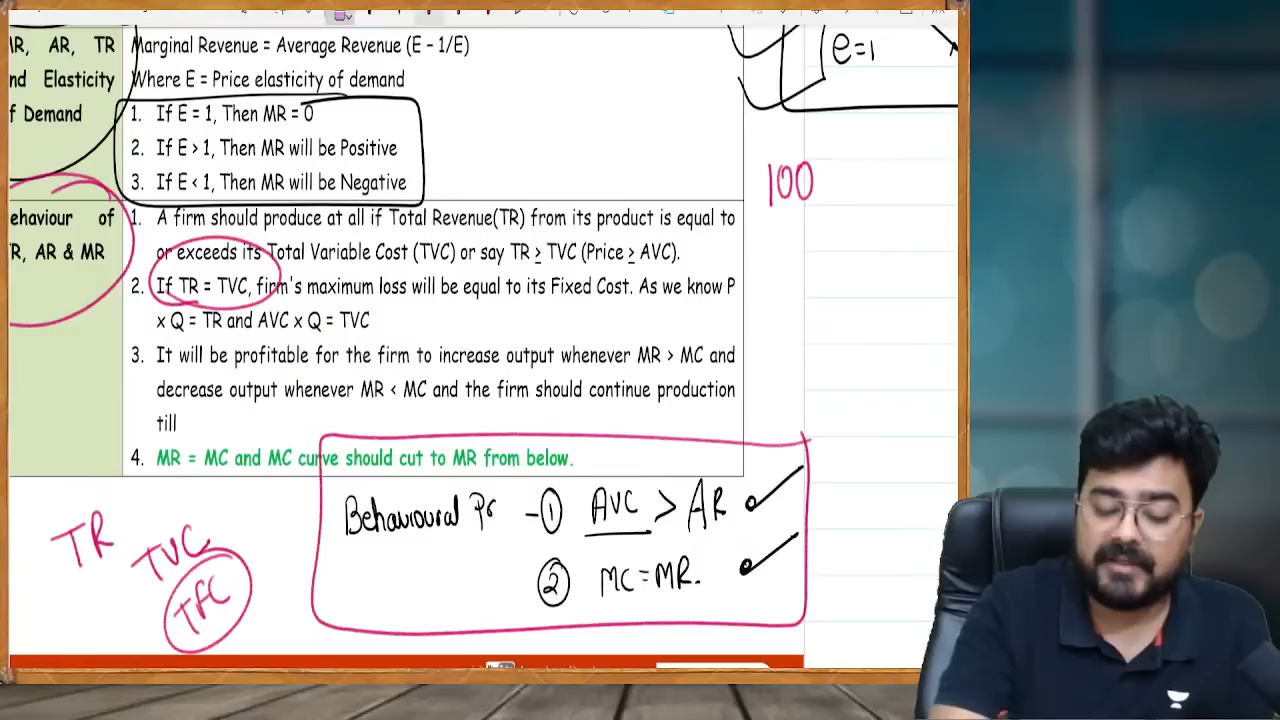 Marginal Revenue = Average Revenue (E - 1/E)
Where E = Price elasticity of demand
1. If E = 1, Then MR = 0
2. If E > 1, Then MR will be Positive
3. If E < 1, Then MR will be Negative
AR, TR
Elasticity
Demand
e=1
100
of
AR & MR
1. A firm should produce at all if Total Revenue(TR) from its product is equal to
or exceeds its Total Variable Cost (TVC) or say TR ≥ TVC (Price ≥ AVC).
2. If TR = TVC, firm's maximum loss will be equal to its Fixed Cost. As we know P
x Q = TR and AVC x Q = TVC
3. It will be profitable for the firm to increase output whenever MR > MC and
decrease output whenever MR < MC and the firm should continue production
till
4. MR = MC and MC curve should cut to MR from below.
Behavioural Pr - ① AVC > AR
② MC = MR.
TR
TVC
TFC